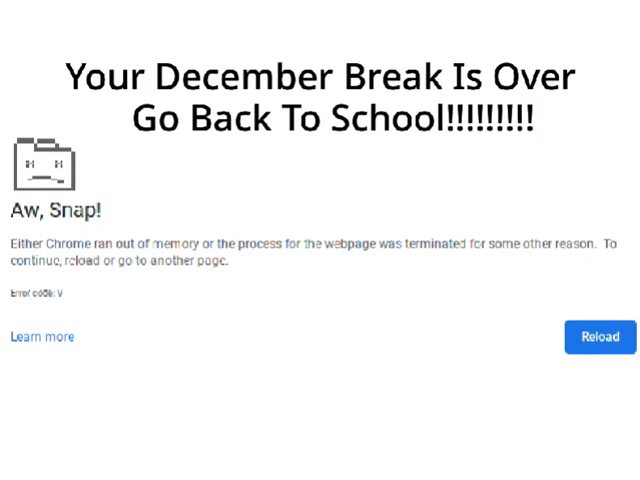 Your December Break Is Over
Go Back To School!!!!!!!!!
Aw, Snap!
Either Chrome ran out of memory or the process for the webpage was terminated for some other reason. To
continue, reload or go to another page.
Error code:
Learn more
Reload